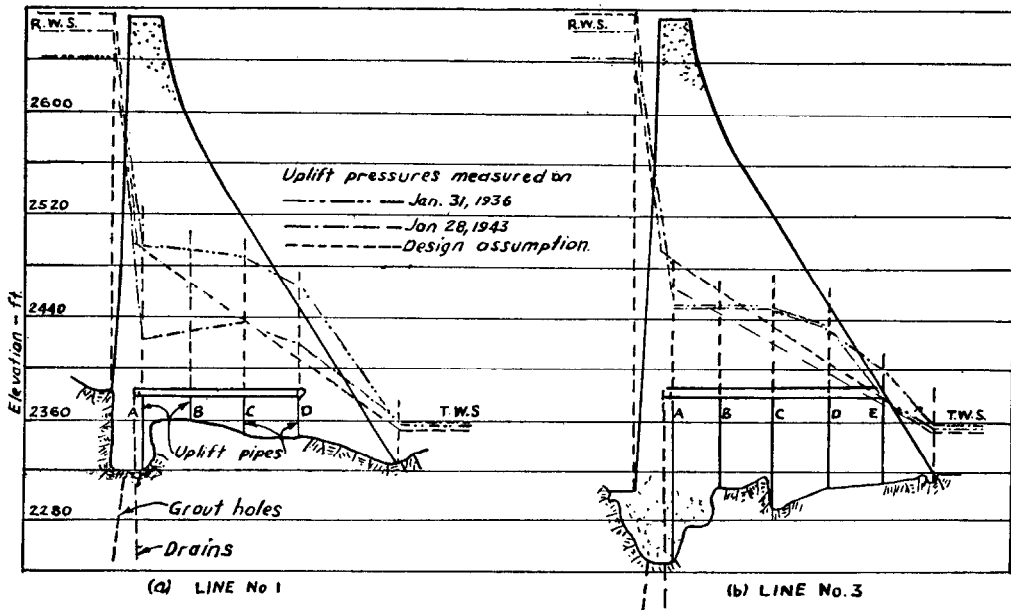 R.W.S.
R.W.S.
2600
Uplift pressures measured on
Jan. 31, 1936
Jan 28, 1943
Design assumption.
2520
2440
Elevation -- ft
2360
A
B
C
D
T.W.S
A
B
C
D
E
T.W.S.
Uplift pipes
2280
Grout holes
Drains
(a) LINE No 1
(b) LINE No. 3